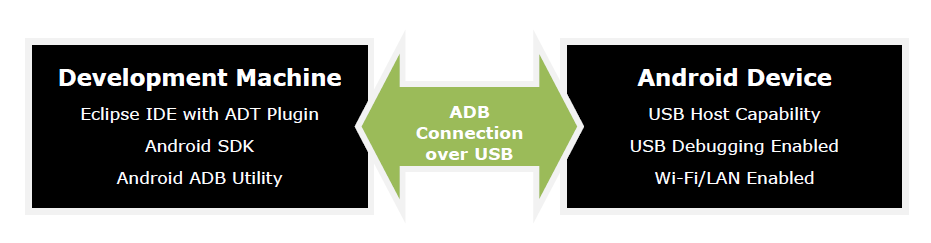 Development Machine
Eclipse IDE with ADT Plugin
Android SDK
Android ADB Utility
ADB
Connection
over USB
Android Device
USB Host Capability
USB Debugging Enabled
Wi-Fi/LAN Enabled